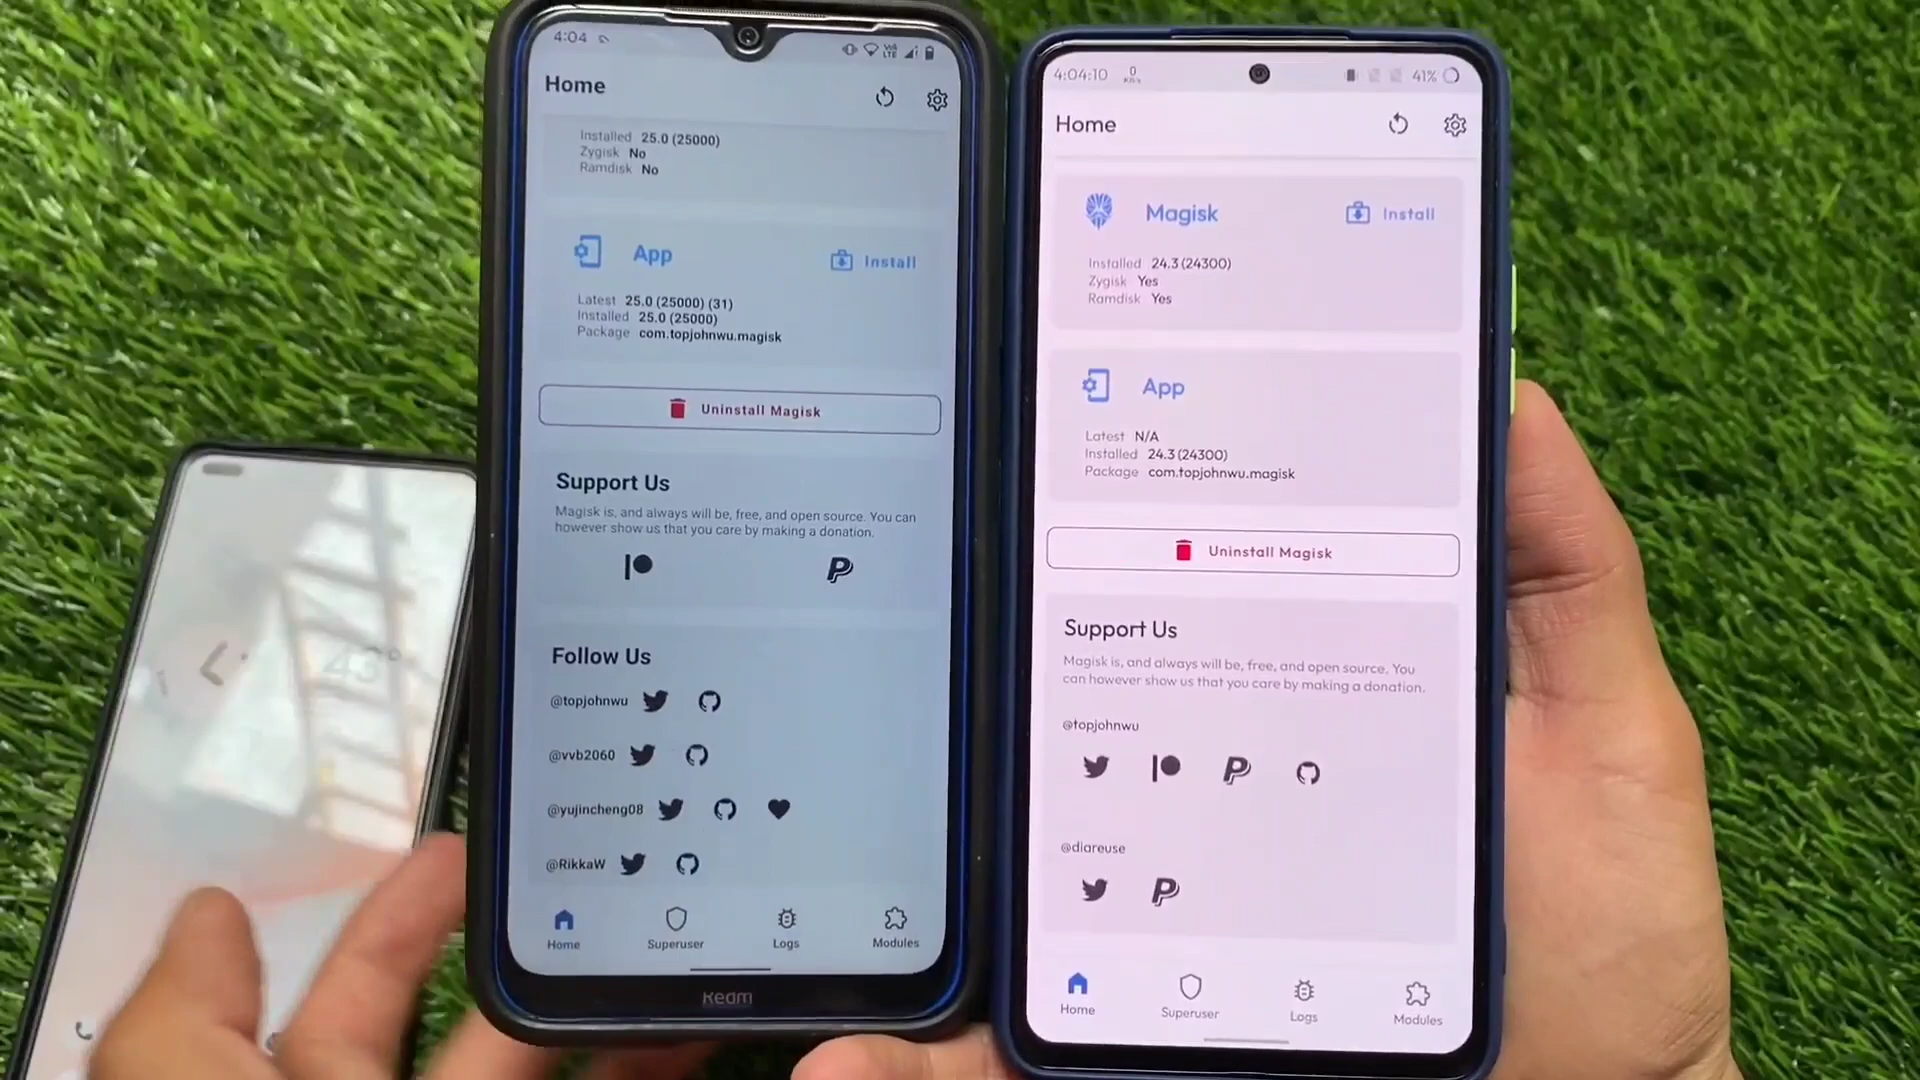 4:04
Vo)
LTE
Home
Installed 25.0 (25000)
Zygisk No
Ramdisk No
App
Install
Latest 25.0 (25000) (31)
Installed 25.0 (25000)
Package com.topjohnwu.magisk
Uninstall Magisk
Support Us
Magisk is, and always will be, free, and open source. You can
however show us that you care by making a donation.
Follow Us
@topjohnwu
@vvb2060
@yujincheng08
@RikkaW
Home
Superuser
Logs
Modules
4:04:10
0
KB/s
41%
Home
Magisk
Install
Installed 24.3 (24300)
Zygisk Yes
Ramdisk Yes
App
Latest N/A
Installed 24.3 (24300)
Package com.topjohnwu.magisk
Uninstall Magisk
Support Us
Magisk is, and always will be, free, and open source. You
can however show us that you care by making a donation.
@topjohnwu
@diareuse
Home
Superuser
Logs
Modules